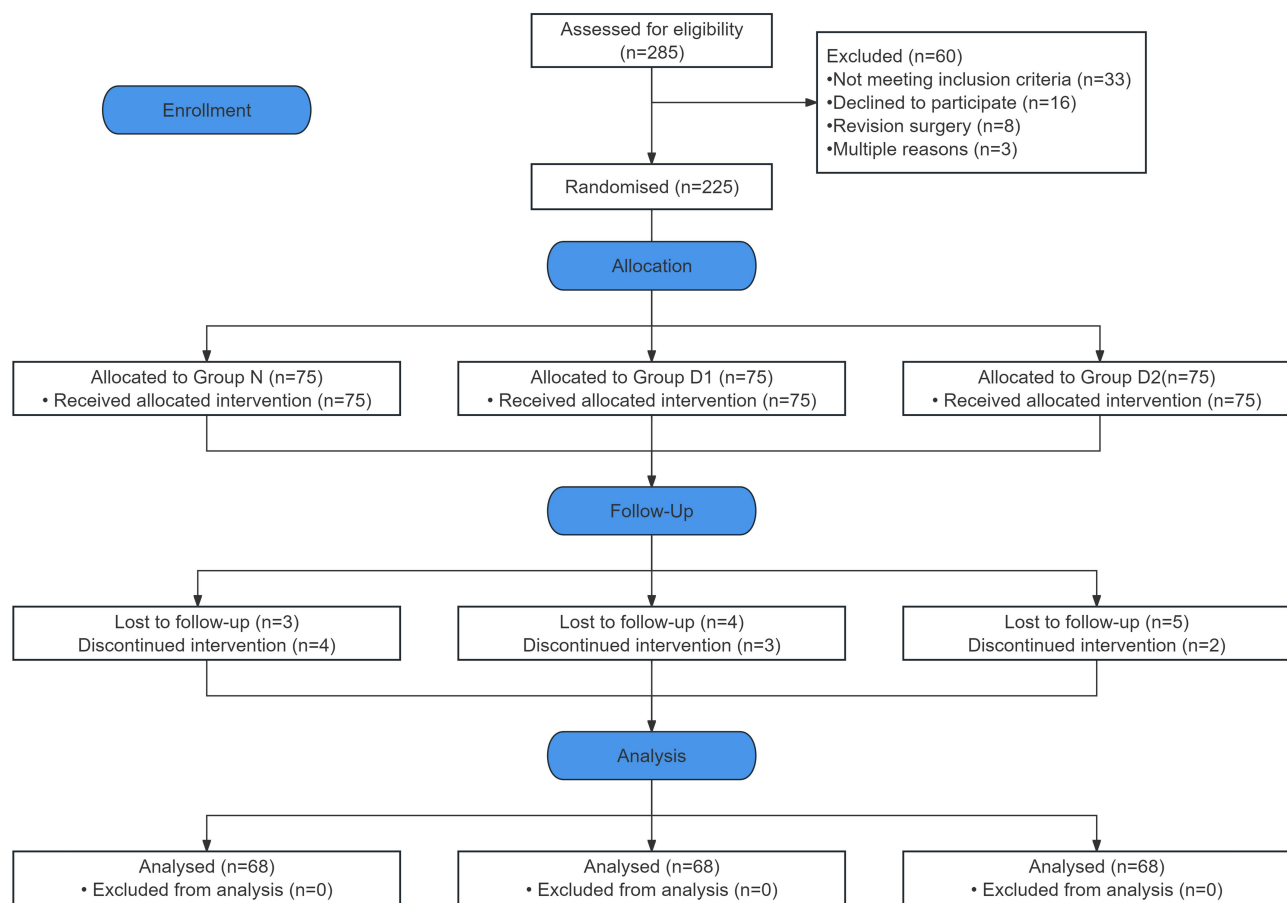 Assessed for eligibility
(n=285)
Excluded (n=60)
•Not meeting inclusion criteria (n=33)
•Declined to participate (n=16)
•Revision surgery (n=8)
•Multiple reasons (n=3)
Enrollment
Randomised (n=225)
Allocation
Allocated to Group N (n=75)
• Received allocated intervention (n=75)
Allocated to Group D1 (n=75)
• Received allocated intervention (n=75)
Allocated to Group D2(n=75)
• Received allocated intervention (n=75)
Follow-Up
Lost to follow-up (n=3)
Discontinued intervention (n=4)
Lost to follow-up (n=4)
Discontinued intervention (n=3)
Lost to follow-up (n=5)
Discontinued intervention (n=2)
Analysis
Analysed (n=68)
• Excluded from analysis (n=0)
Analysed (n=68)
• Excluded from analysis (n=0)
Analysed (n=68)
• Excluded from analysis (n=0)